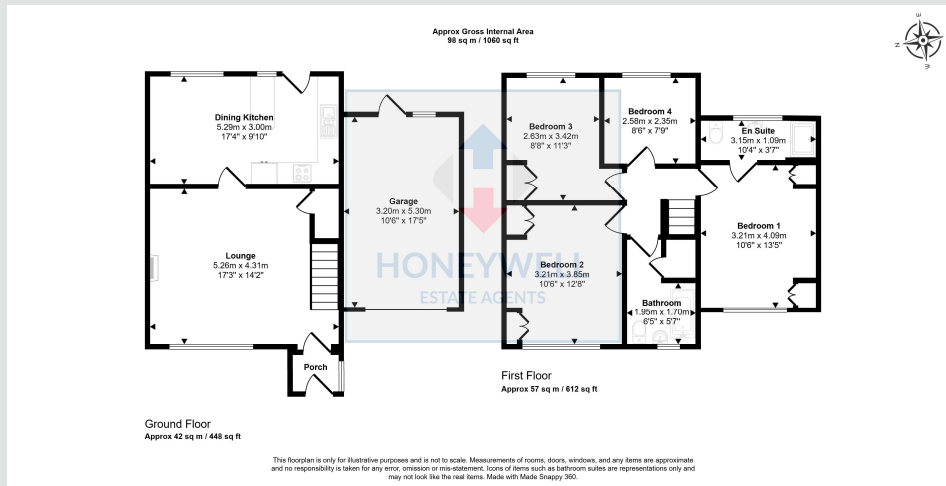 Approx Gross Internal Area
98 sq m / 1060 sq ft
N
E
S
W
Dining Kitchen
5.29m x 3.00m
17'4" x 9'10"
Garage
3.20m x 5.30m
10'6" x 17'5"
Lounge
5.26m x 4.31m
17'3" x 14'2"
Porch
Bedroom 3
2.63m x 3.42m
8'8" x 11'3"
Bedroom 4
2.58m x 2.35m
8'6" x 7'9"
En Suite
3.15m x 1.09m
10'4" x 3'7"
Bedroom 1
3.21m x 4.09m
10'6" x 13'5"
Bedroom 2
3.21m x 3.85m
10'6" x 12'8"
Bathroom
1.95m x 1.70m
6'5" x 5'7"
HONEYWELL
ESTATE AGENTS
First Floor
Approx 57 sq m / 612 sq ft
Ground Floor
Approx 42 sq m / 448 sq ft
This floorplan is only for illustrative purposes and is not to scale. Measurements of rooms, doors, windows, and any items are approximate
and no responsibility is taken for any error, omission or mis-statement. Icons of items such as bathroom suites are representations only and
may not look like the real items. Made with Made Snappy 360.